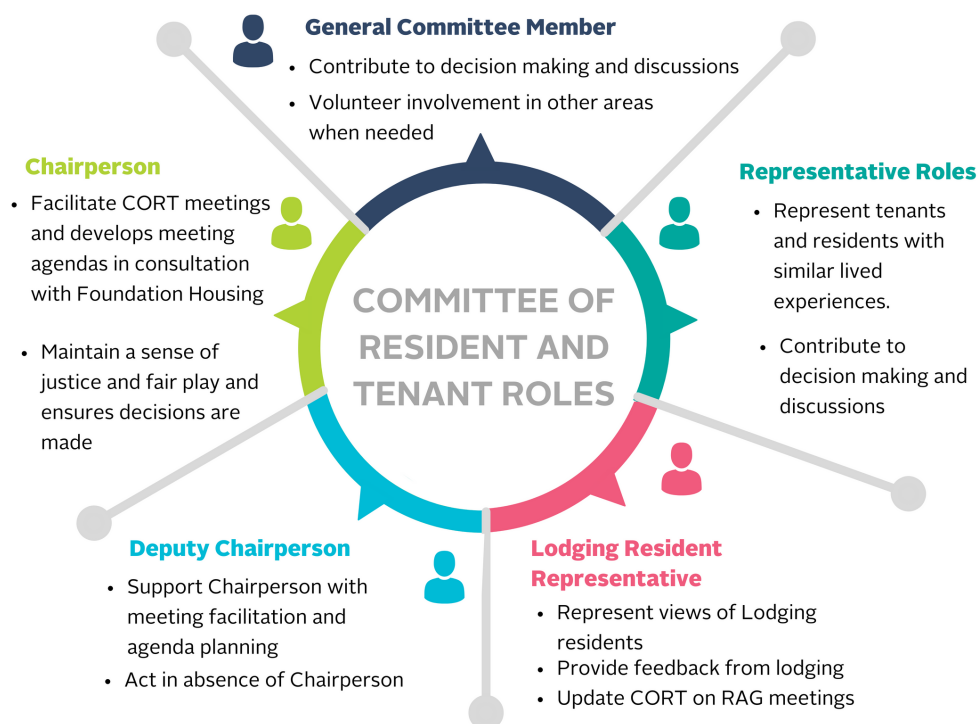 General Committee Member
• Contribute to decision making and discussions
• Volunteer involvement in other areas
when needed
Chairperson
• Facilitate CORT meetings
and develops meeting
agendas in consultation
with Foundation Housing
• Maintain a sense of
justice and fair play and
ensures decisions are
made
Representative Roles
• Represent tenants
and residents with
similar lived
experiences.
• Contribute to
decision making and
discussions
COMMITTEE OF
RESIDENT AND
TENANT ROLES
Deputy Chairperson
• Support Chairperson with
meeting facilitation and
agenda planning
• Act in absence of Chairperson
Lodging Resident
Representative
• Represent views of Lodging
residents
• Provide feedback from lodging
• Update CORT on RAG meetings